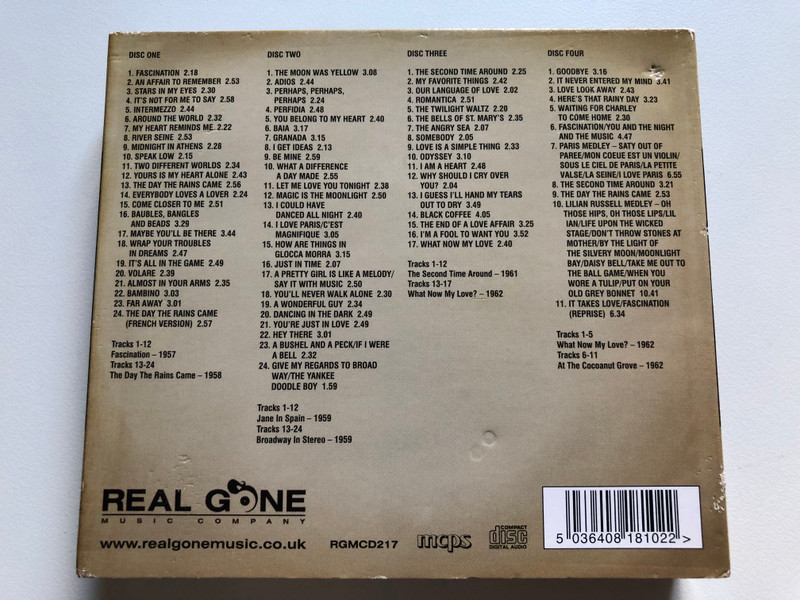 DISC ONE
1. FASCINATION 2.18
2. AN AFFAIR TO REMEMBER 2.53
3. STARS IN MY EYES 2.30
4. IT'S NOT FOR ME TO SAY 2.58
5. INTERMEZZO 2.44
6. AROUND THE WORLD 2.32
7. MY HEART REMINDS ME 2.22
8. RIVER SEINE 2.53
9. MIDNIGHT IN ATHENS 2.28
10. SPEAK LOW 2.15
11. TWO DIFFERENT WORLDS 2.34
12. YOURS IS MY HEART ALONE 2.43
13. THE DAY THE RAINS CAME 2.56
14. EVERYBODY LOVES A LOVER 2.24
15. COME CLOSER TO ME 2.51
16. BAUBLES, BANGLES
AND BEADS 3.29
17. MAYBE YOU'LL BE THERE 3.44
18. WRAP YOUR TROUBLES
IN DREAMS 2.47
19. IT'S ALL IN THE GAME 2.49
20. VOLARE 2.39
21. ALMOST IN YOUR ARMS 2.35
22. BAMBINO 3.03
23. FAR AWAY 3.01
24. THE DAY THE RAINS CAME
(FRENCH VERSION) 2.57
Tracks 1-12
Fascination – 1957
Tracks 13-24
The Day The Rains Came – 1958
DISC TWO
1. THE MOON WAS YELLOW 3.08
2. ADIOS 2.44
3. PERHAPS, PERHAPS,
PERHAPS 2.24
4. PERFIDIA 2.48
5. YOU BELONG TO MY HEART 2.40
6. BAIA 3.17
7. GRANADA 3.15
8. I GET IDEAS 2.13
9. BE MINE 2.59
10. WHAT A DIFFERENCE
A DAY MADE 2.55
11. LET ME LOVE YOU TONIGHT 2.38
12. MAGIC IS THE MOONLIGHT 2.50
13. I COULD HAVE
DANCED ALL NIGHT 2.40
14. I LOVE PARIS/C'EST
MAGNIFIQUE 3.05
15. HOW ARE THINGS IN
GLOCCA MORRA 3.15
16. JUST IN TIME 2.07
17. A PRETTY GIRL IS LIKE A MELODY/
SAY IT WITH MUSIC 2.50
18. YOU'LL NEVER WALK ALONE 2.30
19. A WONDERFUL GUY 2.34
20. DANCING IN THE DARK 2.49
21. YOU'RE JUST IN LOVE 2.49
22. HEY THERE 3.01
23. A BUSHEL AND A PECK/IF I WERE
A BELL 2.32
24. GIVE MY REGARDS TO BROAD
WAY/THE YANKEE
DOODLE BOY 1.59
Tracks 1-12
Jane In Spain – 1959
Tracks 13-24
Broadway In Stereo – 1959
DISC THREE
1. THE SECOND TIME AROUND 2.25
2. MY FAVORITE THINGS 2.42
3. OUR LANGUAGE OF LOVE 2.02
4. ROMANTICA 2.51
5. THE TWILIGHT WALTZ 2.20
6. THE BELLS OF ST. MARY'S 2.35
7. THE ANGRY SEA 2.07
8. SOMEBODY 2.05
9. LOVE IS A SIMPLE THING 2.33
10. ODYSSEY 3.10
11. I AM A HEART 2.48
12. WHY SHOULD I CRY OVER
YOU? 2.04
13. I GUESS I'LL HAND MY TEARS
OUT TO DRY 3.49
14. BLACK COFFEE 4.05
15. THE END OF A LOVE AFFAIR 3.25
16. I'M A FOOL TO WANT YOU 3.52
17. WHAT NOW MY LOVE 2.40
Tracks 1-12
The Second Time Around – 1961
Tracks 13-17
What Now My Love? – 1962
DISC FOUR
1. GOODBYE 3.16
2. IT NEVER ENTERED MY MIND 3.41
3. LOVE LOOK AWAY 2.43
4. HERE'S THAT RAINY DAY 3.23
5. WAITING FOR CHARLEY
TO COME HOME 2.30
6. FASCINATION/YOU AND THE NIGHT
AND THE MUSIC 4.47
7. PARIS MEDLEY – SATY OUT OF
PAREE/MON COEUE EST UN VIOLIN/
SOUS LE CIEL DE PARIS/LA PETITE
VALSE/LA SEINE/I LOVE PARIS 6.55
8. THE SECOND TIME AROUND 3.21
9. THE DAY THE RAINS CAME 2.53
10. LILIAN RUSSELL MEDLEY – OH
THOSE HIPS, OH THOSE LIPS/LIL
IAN/LIFE UPON THE WICKED
STAGE/DON'T THROW STONES AT
MOTHER/BY THE LIGHT OF
THE SILVERY MOON/MOONLIGHT
BAY/DAISY BELL/TAKE ME OUT TO
THE BALL GAME/WHEN YOU
WORE A TULIP/PUT ON YOUR
OLD GREY BONNET 10.41
11. IT TAKES LOVE/FASCINATION
(REPRISE) 6.34
Tracks 1-5
What Now My Love? – 1962
Tracks 6-11
At The Cocoanut Grove – 1962
REAL GONE
MUSIC COMPANY
www.realgonemusic.co.uk
RGMCD217
mcps
COMPACT
disc
DIGITAL AUDIO
5 036408 181022 >